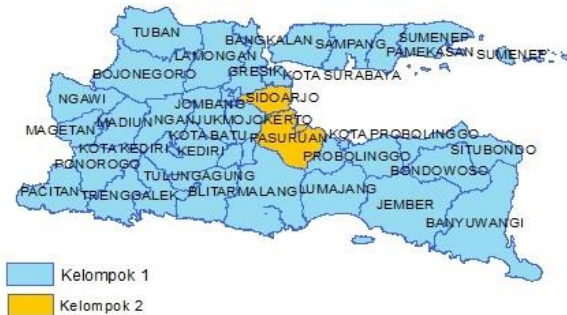 TUBAN
LAMONGAN
BANGKALAN
SAMPANG
SUMENEP
PAMEKASAN
SUMENEP
BOJONEGORO
GRESIK
KOTA SURABAYA
NGAWI
JOMBANG
SIDOARJO
MAGETAN
MADIUN
NGANJUK
MOJOKERTO
KOTA BATU
PASURUAN
KOTA PROBOLINGGO
KOTA KEDIRI
KEDIRI
PROBOLINGGO
SITUBONDO
PONOROGO
BONDOWOSO
TULUNGAGUNG
PACITAN
TRENGGALEK
BLITAR
MALANG
LUMAJANG
JEMBER
BANYUWANGI
Kelompok 1
Kelompok 2